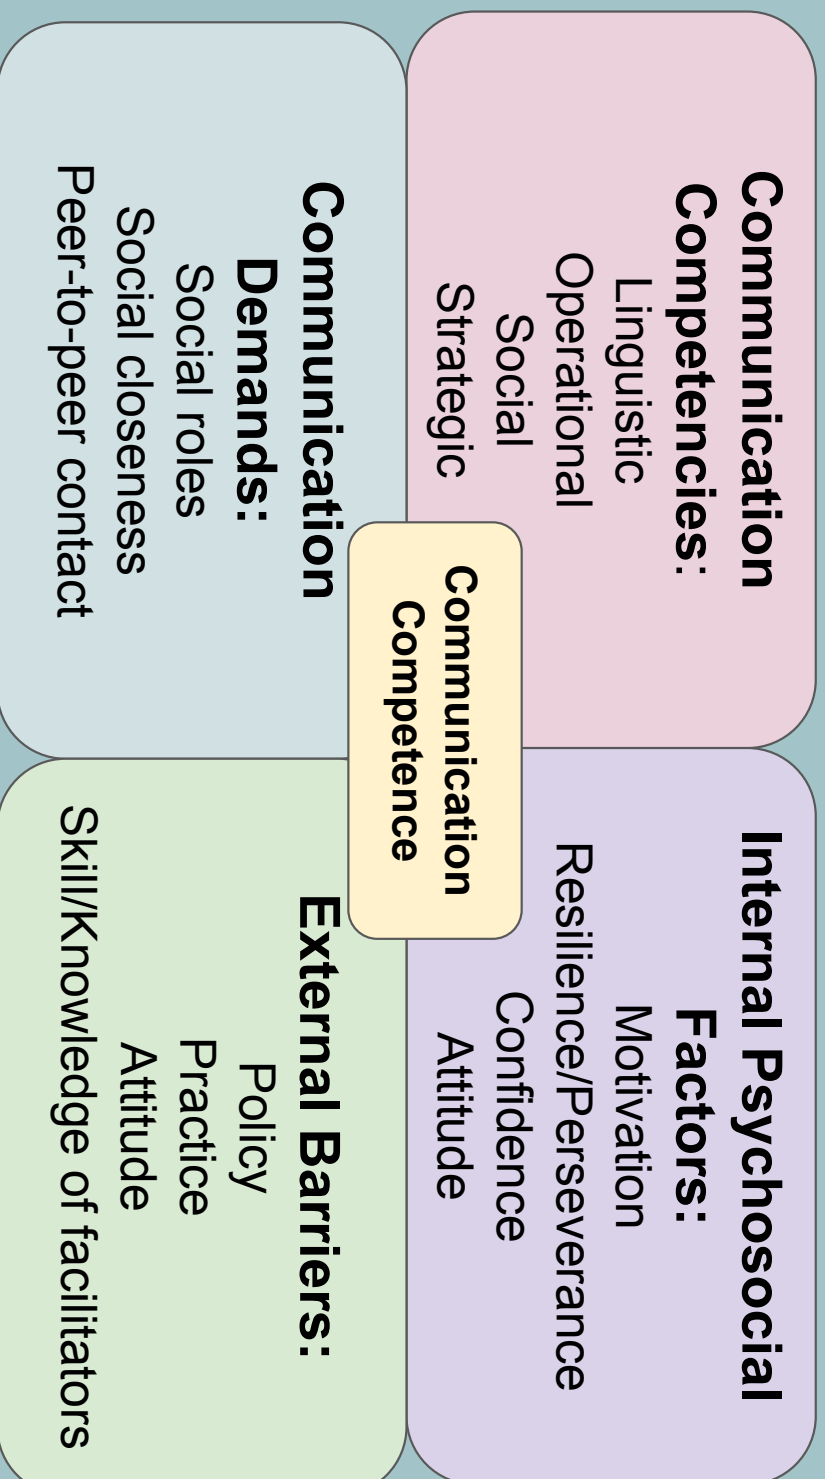 Communication
Competencies:
Linguistic
Operational
Social
Strategic
Internal Psychosocial
Factors:
Motivation
Resilience/Perseverance
Confidence
Attitude
Communication
Competence
Communication
Demands:
Social roles
Social closeness
Peer-to-peer contact
External Barriers:
Policy
Practice
Attitude
Skill/Knowledge of facilitators